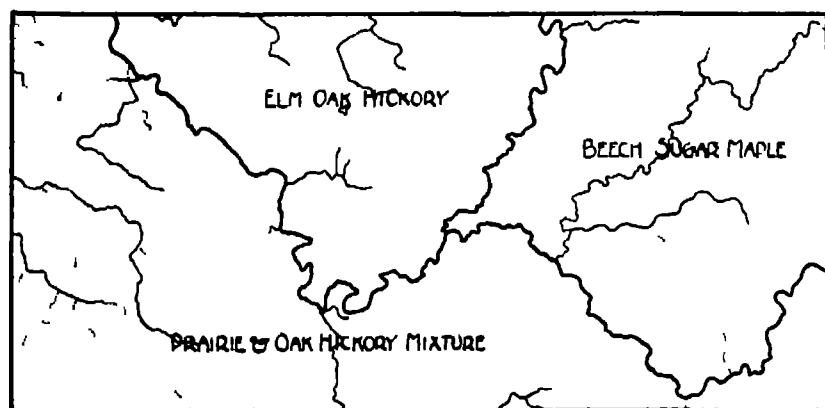 ELM OAK HICKORY
BEECH SUGAR MAPLE
PRAIRIE & OAK HICKORY MIXTURE